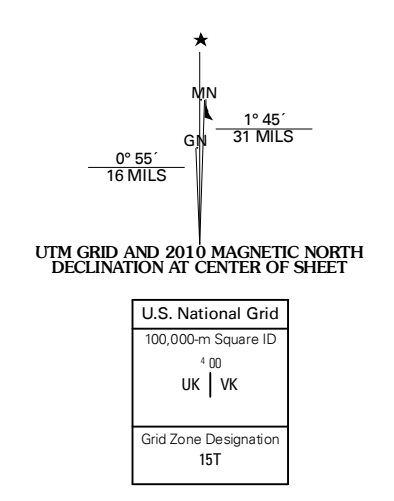 MN
1° 45´
31 MILS
GN
0° 55´
16 MILS
UTM GRID AND 2010 MAGNETIC NORTH
DECLINATION AT CENTER OF SHEET
U.S. National Grid
100,000-m Square ID
4 00
UK VK
Grid Zone Designation
15T